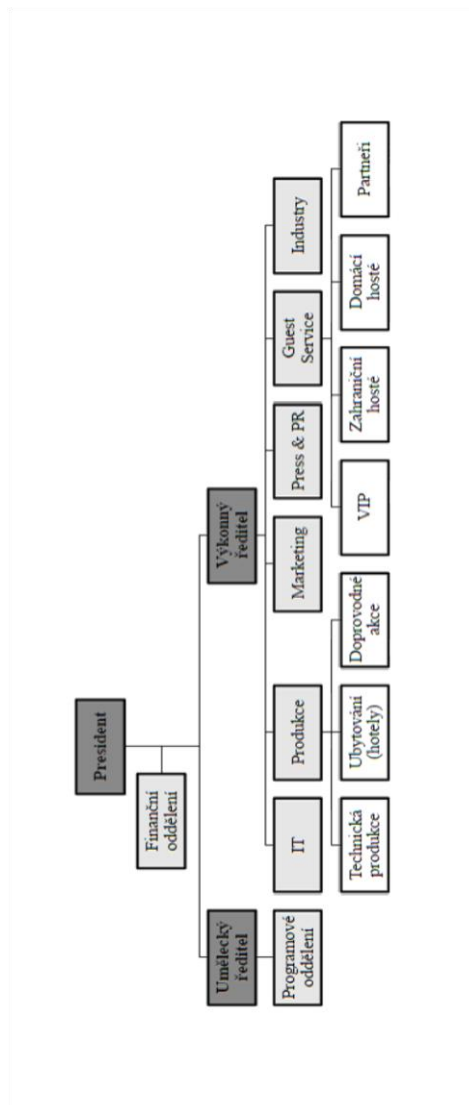 President
Finanční
oddělení
Umělecký
ředitel
Výkonný
ředitel
Programové
oddělení
IT
Produkce
Marketing
Press & PR
Guest
Service
Industry
Technická
produkce
Ubytování
(hotely)
Doprovodné
akce
VIP
Zahraniční
hosté
Domácí
hosté
Partneři